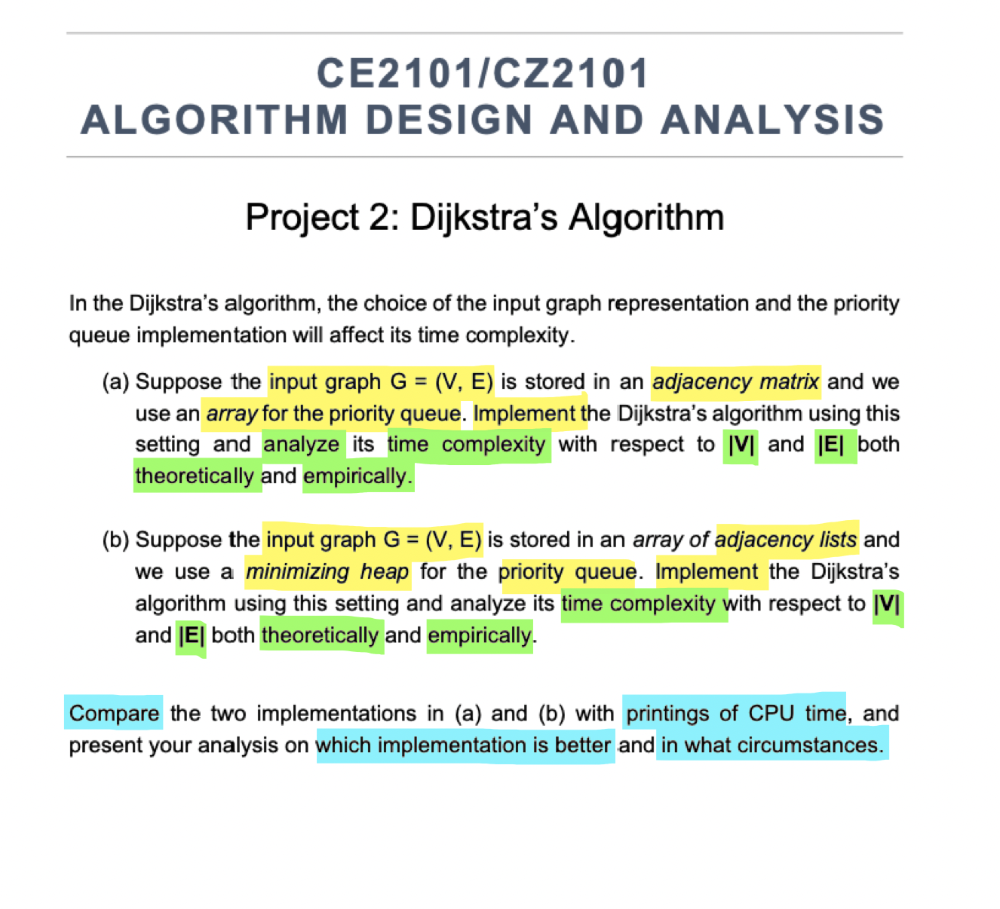 CE2101/CZ2101
ALGORITHM DESIGN AND ANALYSIS
Project 2: Dijkstra's Algorithm
In the Dijkstra's algorithm, the choice of the input graph representation and the priority
queue implementation will affect its time complexity.
(a) Suppose the input graph G = (V, E) is stored in an adjacency matrix and we
use an array for the priority queue. Implement the Dijkstra's algorithm using this
setting and analyze its time complexity with respect to |V| and |E| both
theoretically and empirically.
(b) Suppose the input graph G = (V, E) is stored in an array of adjacency lists and
we use a minimizing heap for the priority queue. Implement the Dijkstra's
algorithm using this setting and analyze its time complexity with respect to |V|
and |E| both theoretically and empirically.
Compare the two implementations in (a) and (b) with printings of CPU time, and
present your analysis on which implementation is better and in what circumstances.